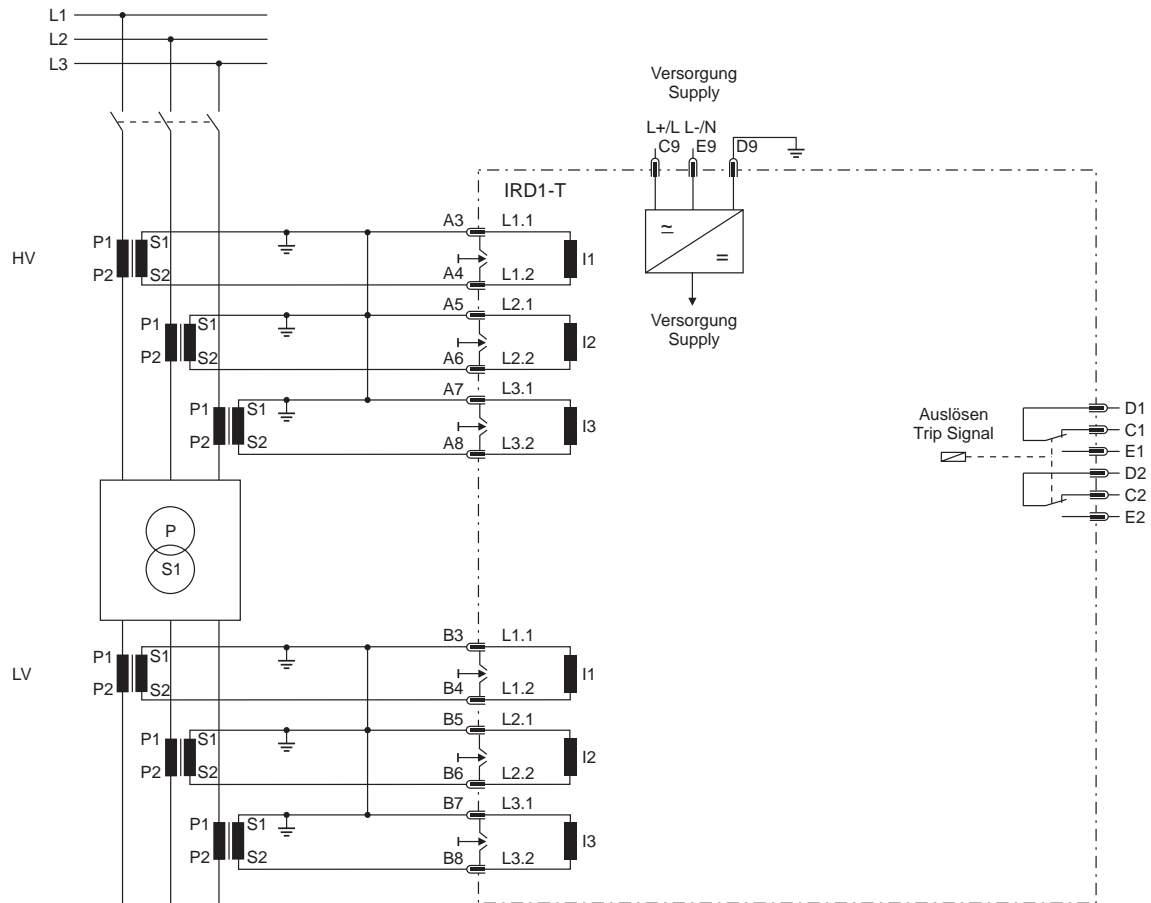 L1
L2
L3
Versorgung
Supply
L+/L L-/N
C9 E9 D9
IRD1-T
≃
=
Versorgung
Supply
HV
P1 S1
P2 S2
A3 L1.1
A4 L1.2
I1
P1 S1
P2 S2
A5 L2.1
A6 L2.2
I2
P1 S1
P2 S2
A7 L3.1
A8 L3.2
I3
Auslösen
Trip Signal
D1
C1
E1
D2
C2
E2
P
S1
LV
P1 S1
P2 S2
B3 L1.1
B4 L1.2
I1
P1 S1
P2 S2
B5 L2.1
B6 L2.2
I2
P1 S1
P2 S2
B7 L3.1
B8 L3.2
I3